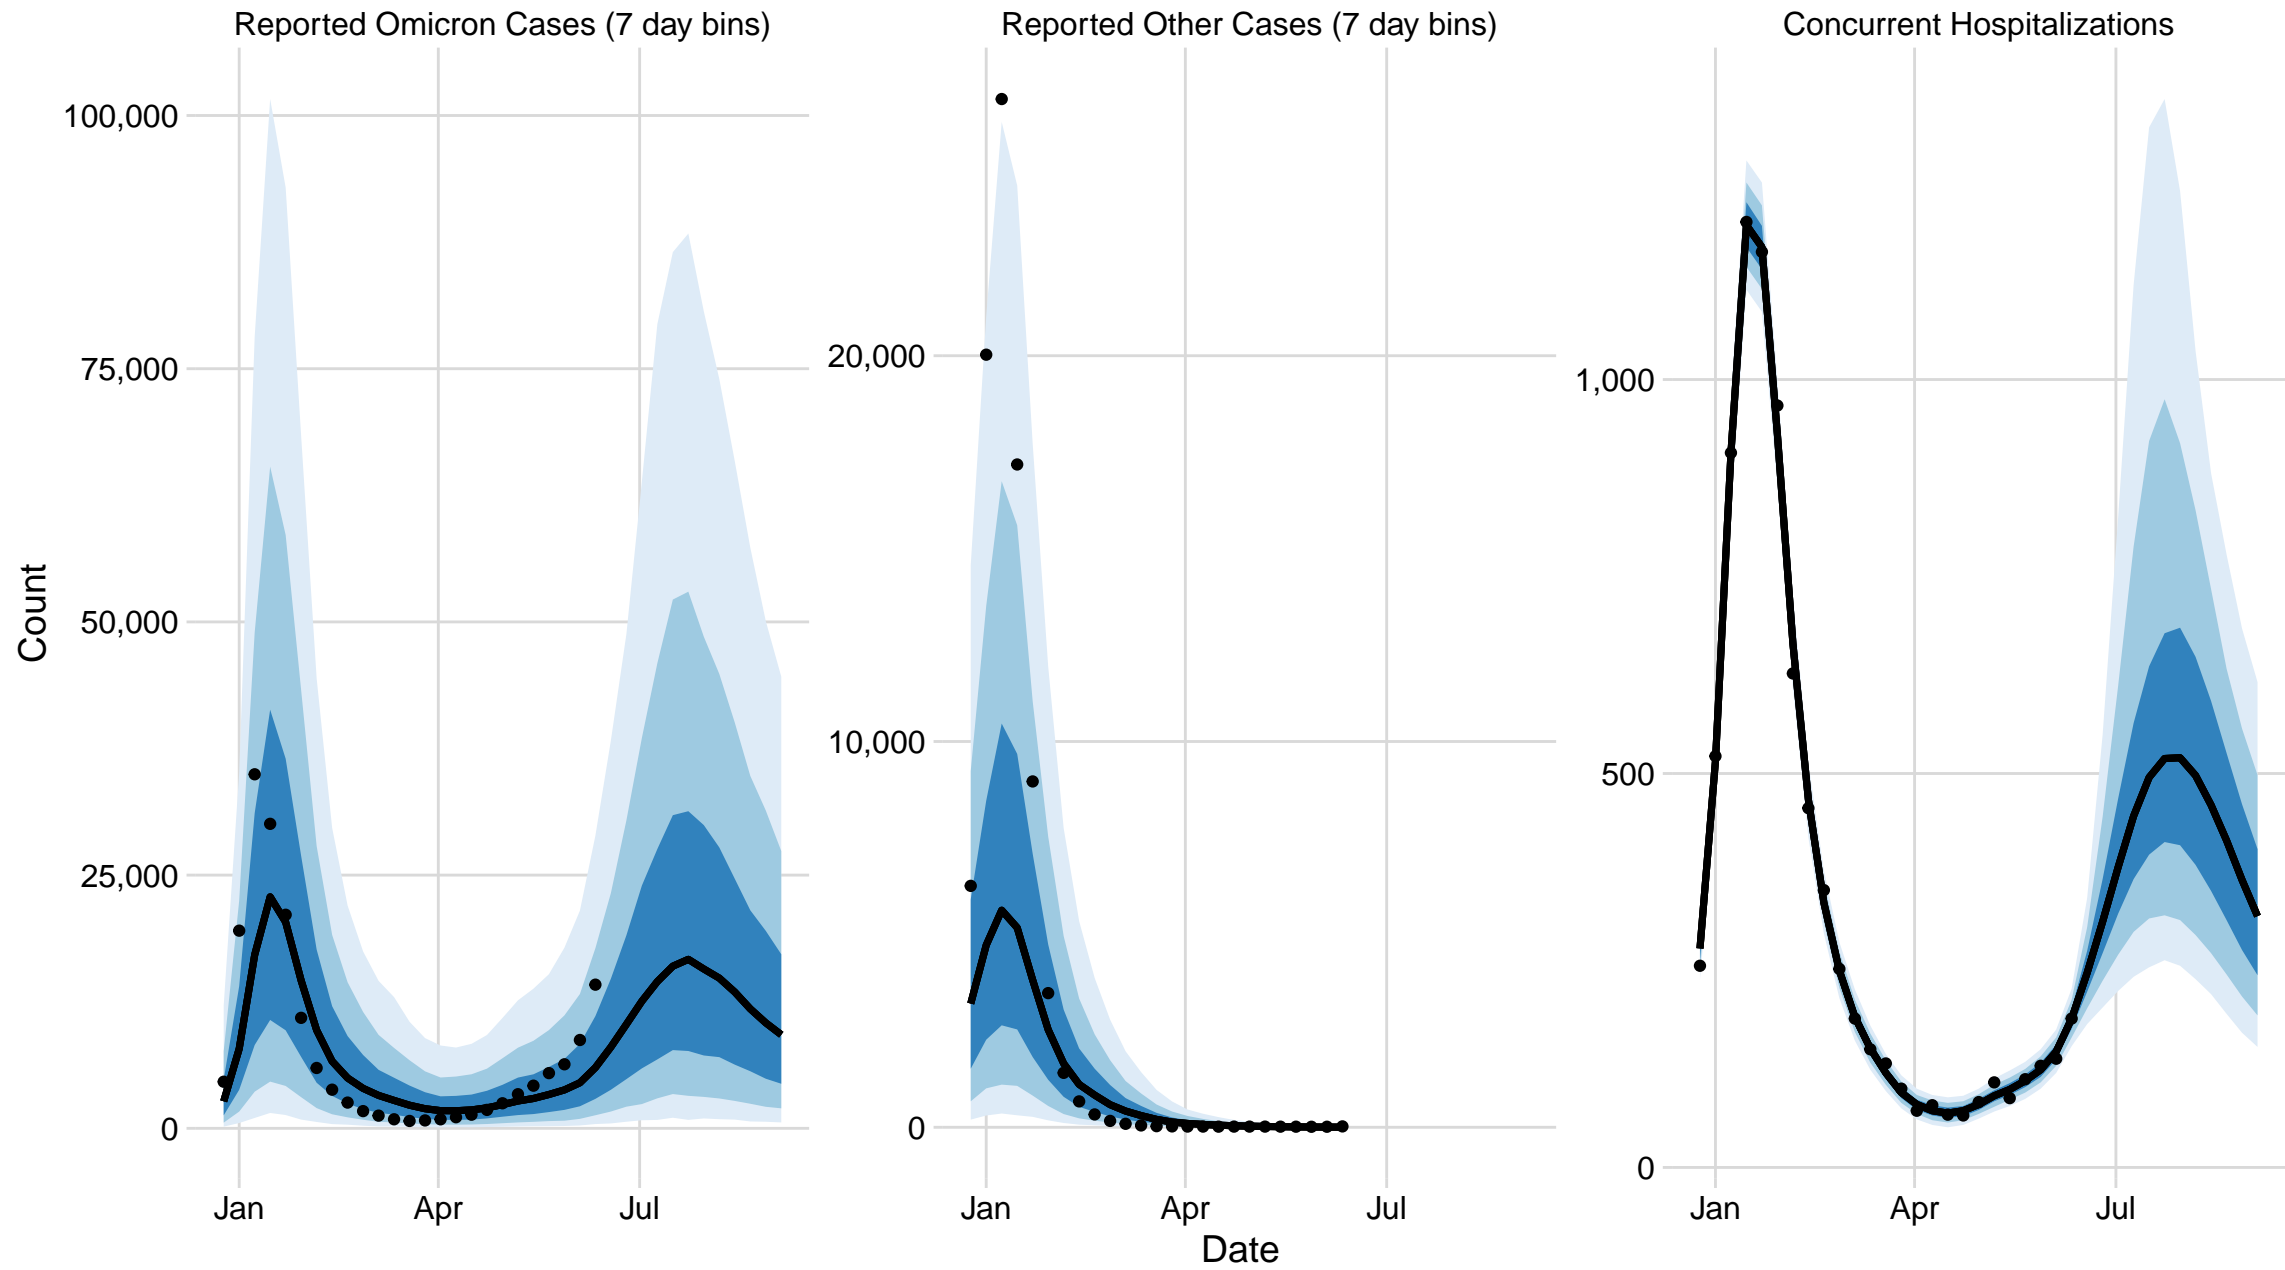 Reported Omicron Cases (7 day bins)
Reported Other Cases (7 day bins)
Concurrent Hospitalizations
Count
100,000
75,000
50,000
25,000
0
20,000
10,000
0
1,000
500
0
Jan Apr Jul
Jan Apr Jul
Jan Apr Jul
Date